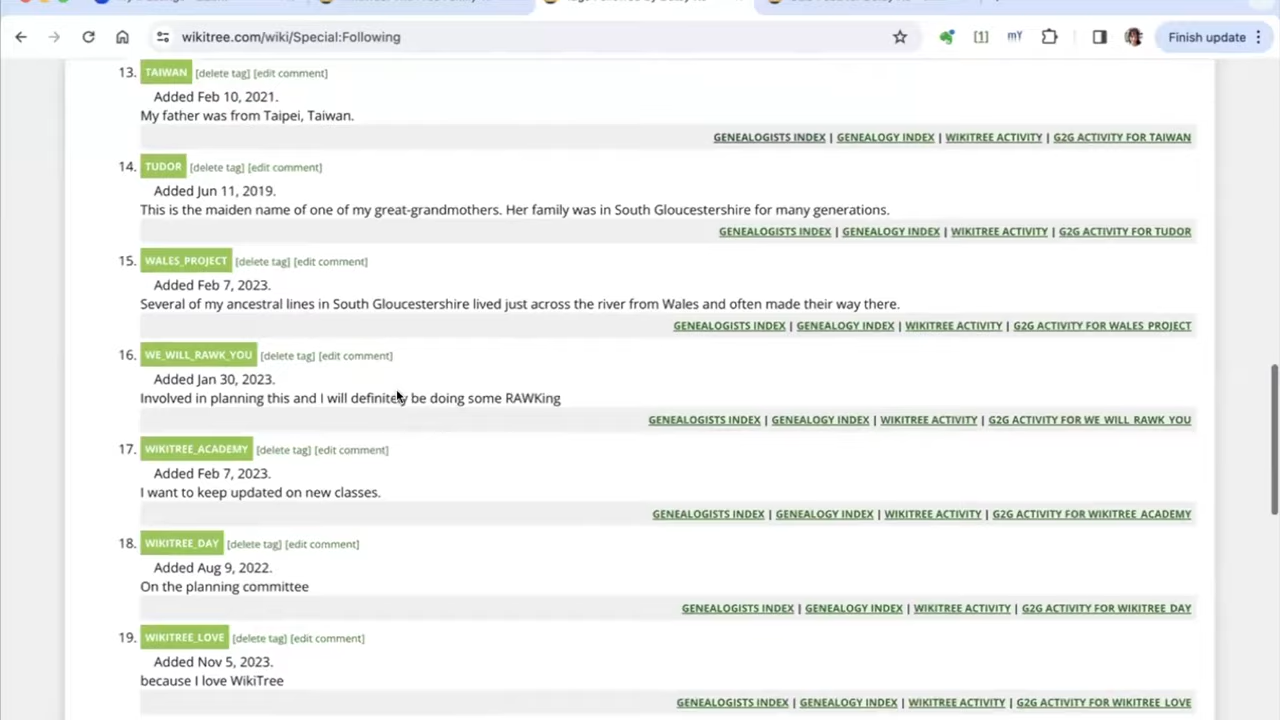 wikitree.com/wiki/Special:Following
Finish update
13. TAIWAN [delete tag] [edit comment]
Added Feb 10, 2021.
My father was from Taipei, Taiwan.
GENEALOGISTS INDEX | GENEALOGY INDEX | WIKITREE ACTIVITY | G2G ACTIVITY FOR TAIWAN
14. TUDOR [delete tag] [edit comment]
Added Jun 11, 2019.
This is the maiden name of one of my great-grandmothers. Her family was in South Gloucestershire for many generations.
GENEALOGISTS INDEX | GENEALOGY INDEX | WIKITREE ACTIVITY | G2G ACTIVITY FOR TUDOR
15. WALES_PROJECT [delete tag] [edit comment]
Added Feb 7, 2023.
Several of my ancestral lines in South Gloucestershire lived just across the river from Wales and often made their way there.
GENEALOGISTS INDEX | GENEALOGY INDEX | WIKITREE ACTIVITY | G2G ACTIVITY FOR WALES_PROJECT
16. WE_WILL_RAWK_YOU [delete tag] [edit comment]
Added Jan 30, 2023.
Involved in planning this and I will definitely be doing some RAWKing
GENEALOGISTS INDEX | GENEALOGY INDEX | WIKITREE ACTIVITY | G2G ACTIVITY FOR WE_WILL_RAWK_YOU
17. WIKITREE_ACADEMY [delete tag] [edit comment]
Added Feb 7, 2023.
I want to keep updated on new classes.
GENEALOGISTS INDEX | GENEALOGY INDEX | WIKITREE ACTIVITY | G2G ACTIVITY FOR WIKITREE_ACADEMY
18. WIKITREE_DAY [delete tag] [edit comment]
Added Aug 9, 2022.
On the planning committee
GENEALOGISTS INDEX | GENEALOGY INDEX | WIKITREE ACTIVITY | G2G ACTIVITY FOR WIKITREE_DAY
19. WIKITREE_LOVE [delete tag] [edit comment]
Added Nov 5, 2023.
because I love WikiTree
GENEALOGISTS INDEX | GENEALOGY INDEX | WIKITREE ACTIVITY | G2G ACTIVITY FOR WIKITREE_LOVE